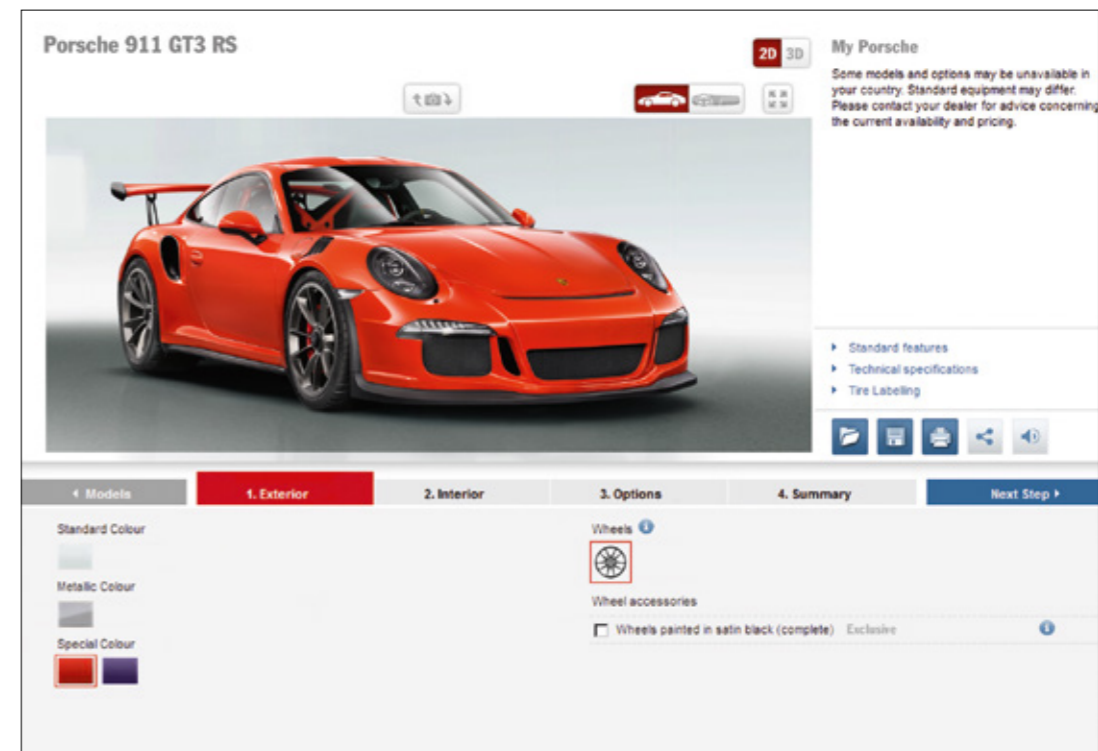 Porsche 911 GT3 RS
2D 3D
My Porsche
Some models and options may be unavailable in
your country. Standard equipment may differ.
Please contact your dealer for advice concerning
the current availability and pricing.
Standard features
Technical specifications
Tire Labelling
Models
1. Exterior
2. Interior
3. Options
4. Summary
Next Step
Standard Colour
Metallic Colour
Special Colour
Wheels
Wheel accessories
Wheels painted in satin black (complete) Exclusive